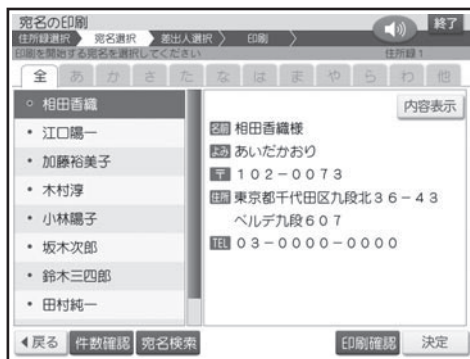 宛名の印刷
終了
住所録選択 宛名選択 差出人選択 印刷
印刷を開始する宛名を選択してください 住所録1
全 あ か さ た な は ま や ら わ 他
相田香織
江口陽一
加藤裕美子
木村淳
小林陽子
坂木次郎
鈴木三四郎
田村純一
内容表示
名前 相田香織様
よみ あいだかおり
〒 102-0073
住所 東京都千代田区九段北36-43
ベルデ九段607
TEL 03-0000-0000
戻る 件数確認 宛名検索 印刷確認 決定